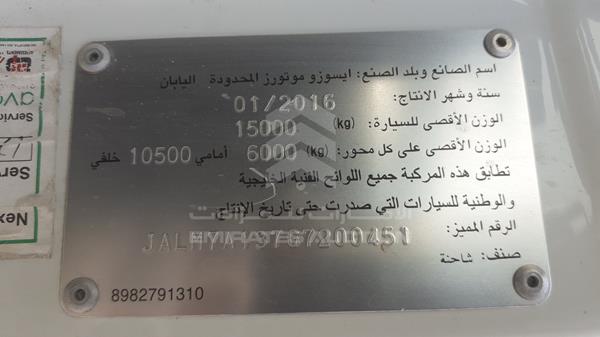 اسم الصانع وبلد الصنع: ايسوزو موتورز المحدودة اليابان
سنة وشهر الانتاج: 01/2016
الوزن الأقصى للسيارة: (kg) 15000
الوزن الأقصى على كل محور: (kg) 6000 أمامي 10500 خلفي
تطابق هذه المركبة جميع اللوائح الفنية الخليجية
والوطنية للسيارات التي صدرت حتى تاريخ الإنتاج.
الرقم المميز:
صنف: شاحنة
8982791310
Service
Next